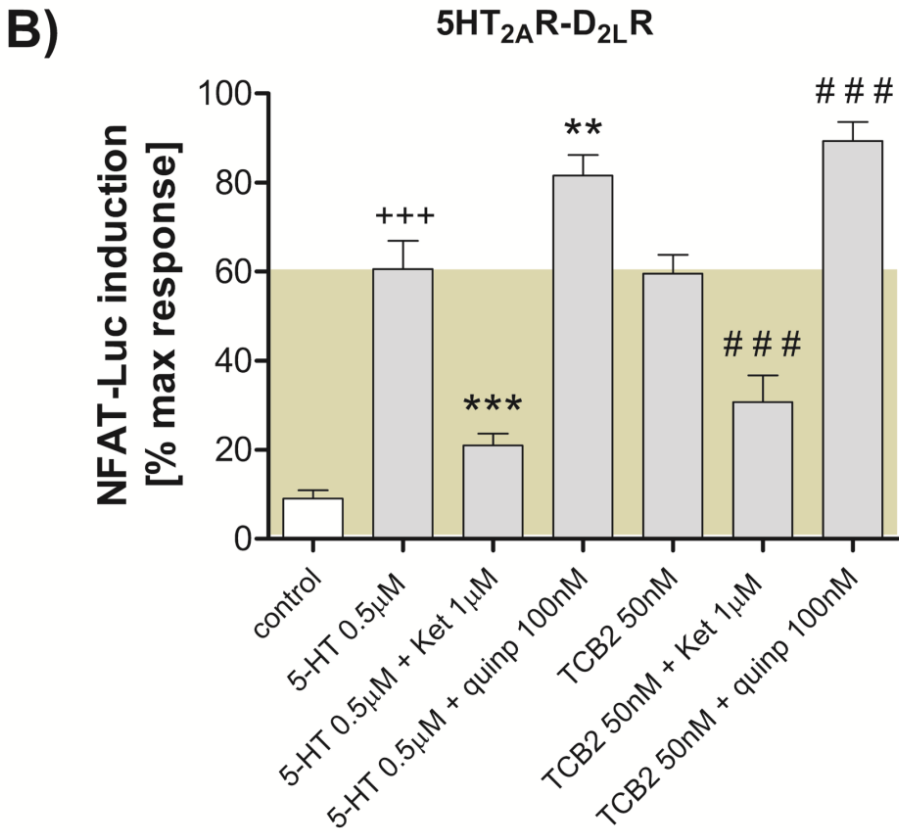 B)
5HT2AR-D2LR
NFAT-Luc induction
[% max response]
100
80
60
40
20
0
+++
***
**
# # #
# # #
control
5-HT 0.5μM
5-HT 0.5μM + Ket 1μM
5-HT 0.5μM + quinp 100nM
TCB2 50nM
TCB2 50nM + Ket 1μM
TCB2 50nM + quinp 100nM